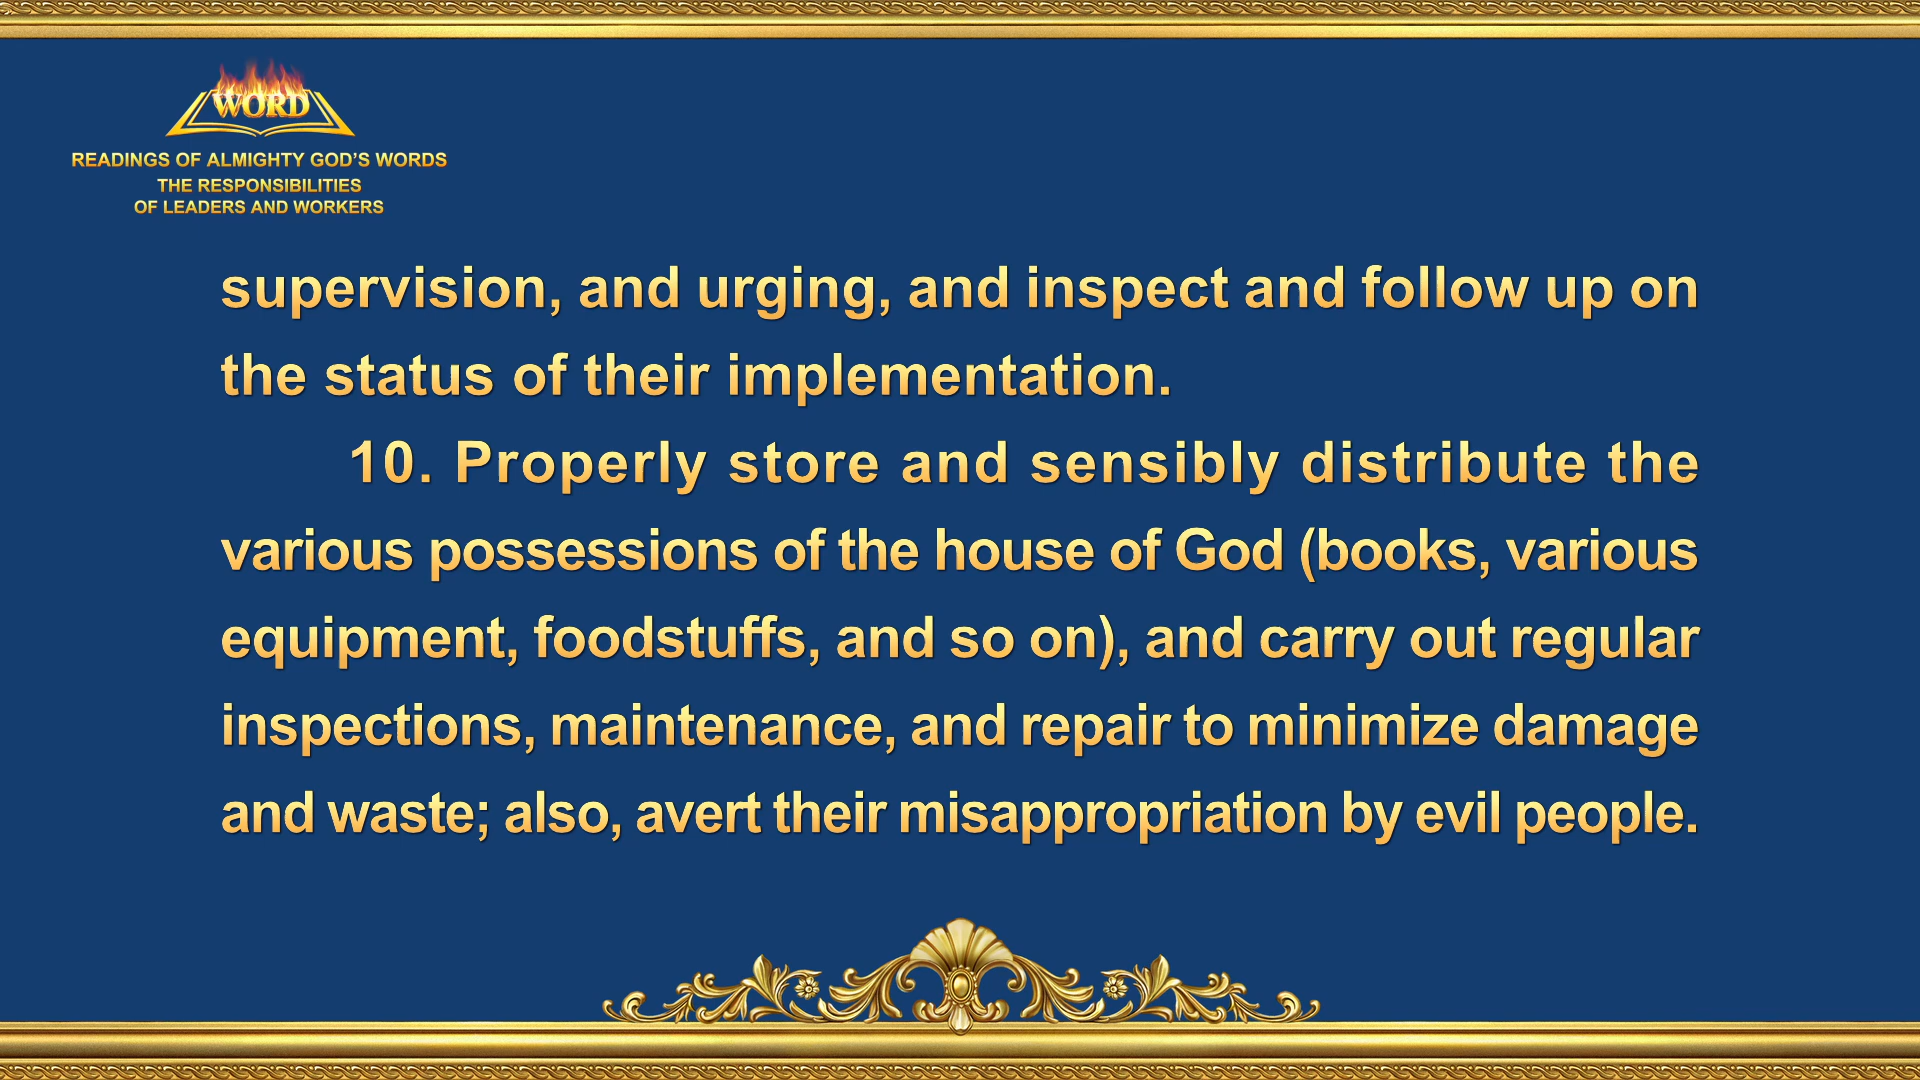 WORD
READINGS OF ALMIGHTY GOD'S WORDS
THE RESPONSIBILITIES
OF LEADERS AND WORKERS
supervision, and urging, and inspect and follow up on
the status of their implementation.
10. Properly store and sensibly distribute the
various possessions of the house of God (books, various
equipment, foodstuffs, and so on), and carry out regular
inspections, maintenance, and repair to minimize damage
and waste; also, avert their misappropriation by evil people.